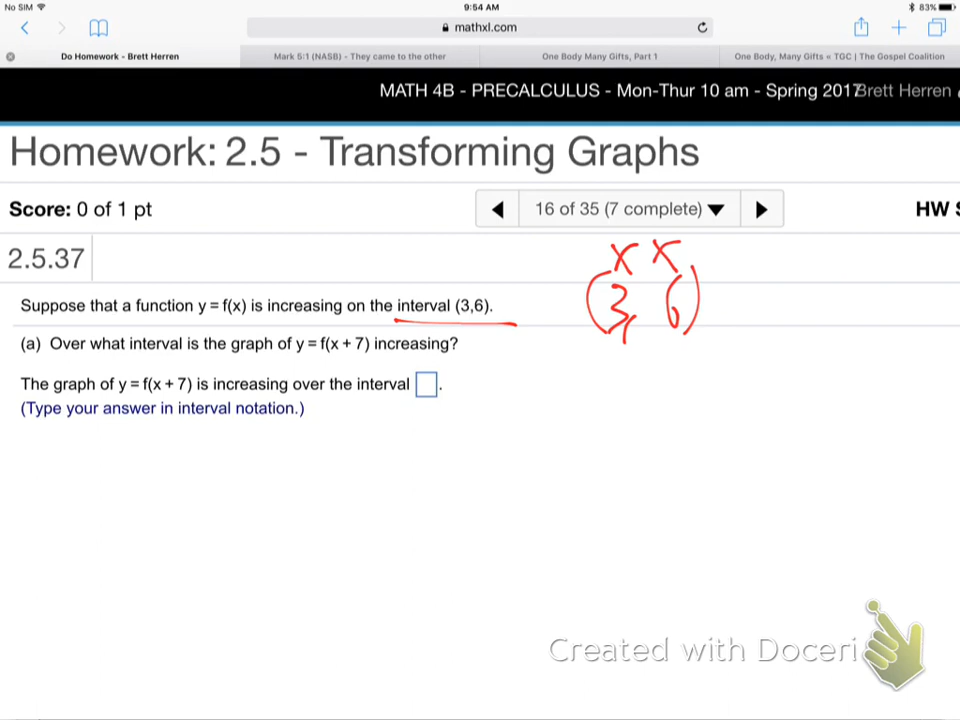 No SIM 9:54 AM 83%
mathxl.com
Do Homework - Brett Herren Mark 5:1 (NASB) - They came to the other One Body Many Gifts, Part 1 One Body, Many Gifts « TGC | The Gospel Coalition
MATH 4B - PRECALCULUS - Mon-Thur 10 am - Spring 2017 Brett Herren
Homework: 2.5 - Transforming Graphs
Score: 0 of 1 pt 16 of 35 (7 complete) HW S
x x
2.5.37
Suppose that a function y = f(x) is increasing on the interval (3,6). (3, 6)
(a) Over what interval is the graph of y = f(x + 7) increasing?
The graph of y = f(x + 7) is increasing over the interval .
(Type your answer in interval notation.)
Created with Doceri